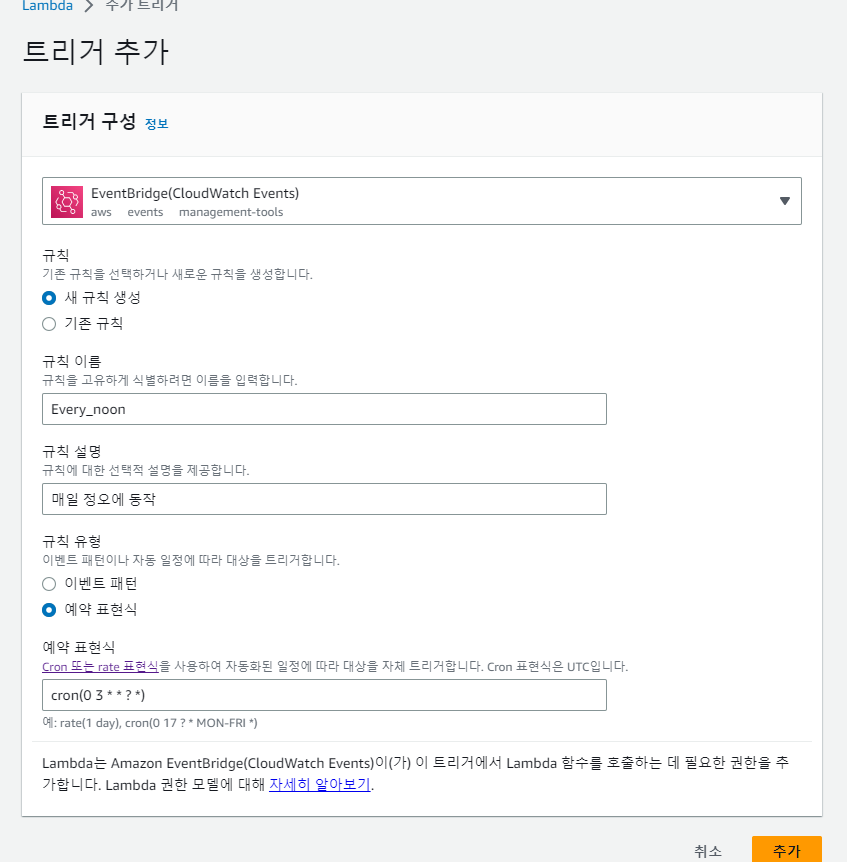 Lambda > 추가 트리거
트리거 추가
트리거 구성 정보
EventBridge(CloudWatch Events)
aws events management-tools
규칙
기존 규칙을 선택하거나 새로운 규칙을 생성합니다.
새 규칙 생성
기존 규칙
규칙 이름
규칙을 고유하게 식별하려면 이름을 입력합니다.
Every_noon
규칙 설명
규칙에 대한 선택적 설명을 제공합니다.
매일 정오에 동작
규칙 유형
이벤트 패턴이나 자동 일정에 따라 대상을 트리거합니다.
이벤트 패턴
예약 표현식
예약 표현식
Cron 또는 rate 표현식을 사용하여 자동화된 일정에 따라 대상을 자체 트리거합니다. Cron 표현식은 UTC입니다.
cron(0 3 * * ? *)
예: rate(1 day), cron(0 17 ? * MON-FRI *)
Lambda는 Amazon EventBridge(CloudWatch Events)이(가) 이 트리거에서 Lambda 함수를 호출하는 데 필요한 권한을 추
가합니다. Lambda 권한 모델에 대해 자세히 알아보기.
취소 추가